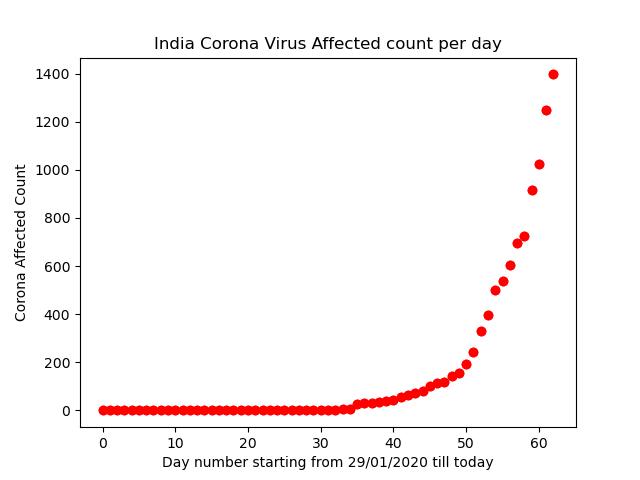 India Corona Virus Affected count per day
1400
1200
1000
800
600
400
200
0
Corona Affected Count
0 10 20 30 40 50 60
Day number starting from 29/01/2020 till today